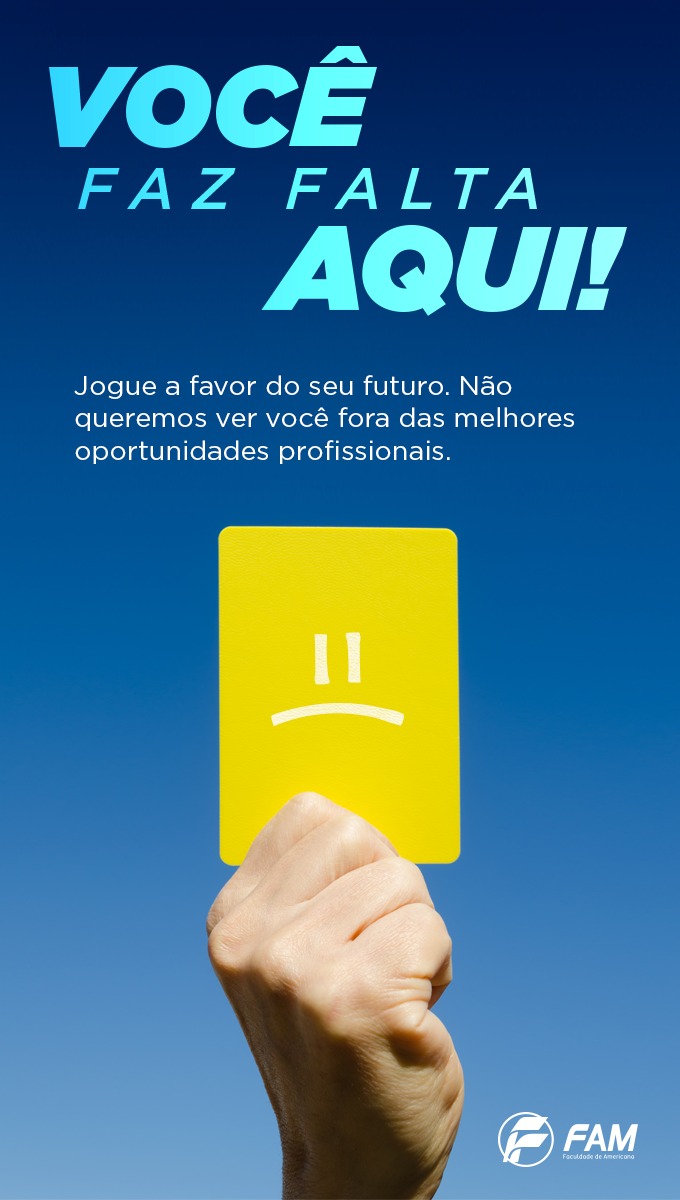 VOCÊ
FAZ FALTA
AQUI!
Jogue a favor do seu futuro. Não
queremos ver você fora das melhores
oportunidades profissionais.
FAM
Faculdade de Americana